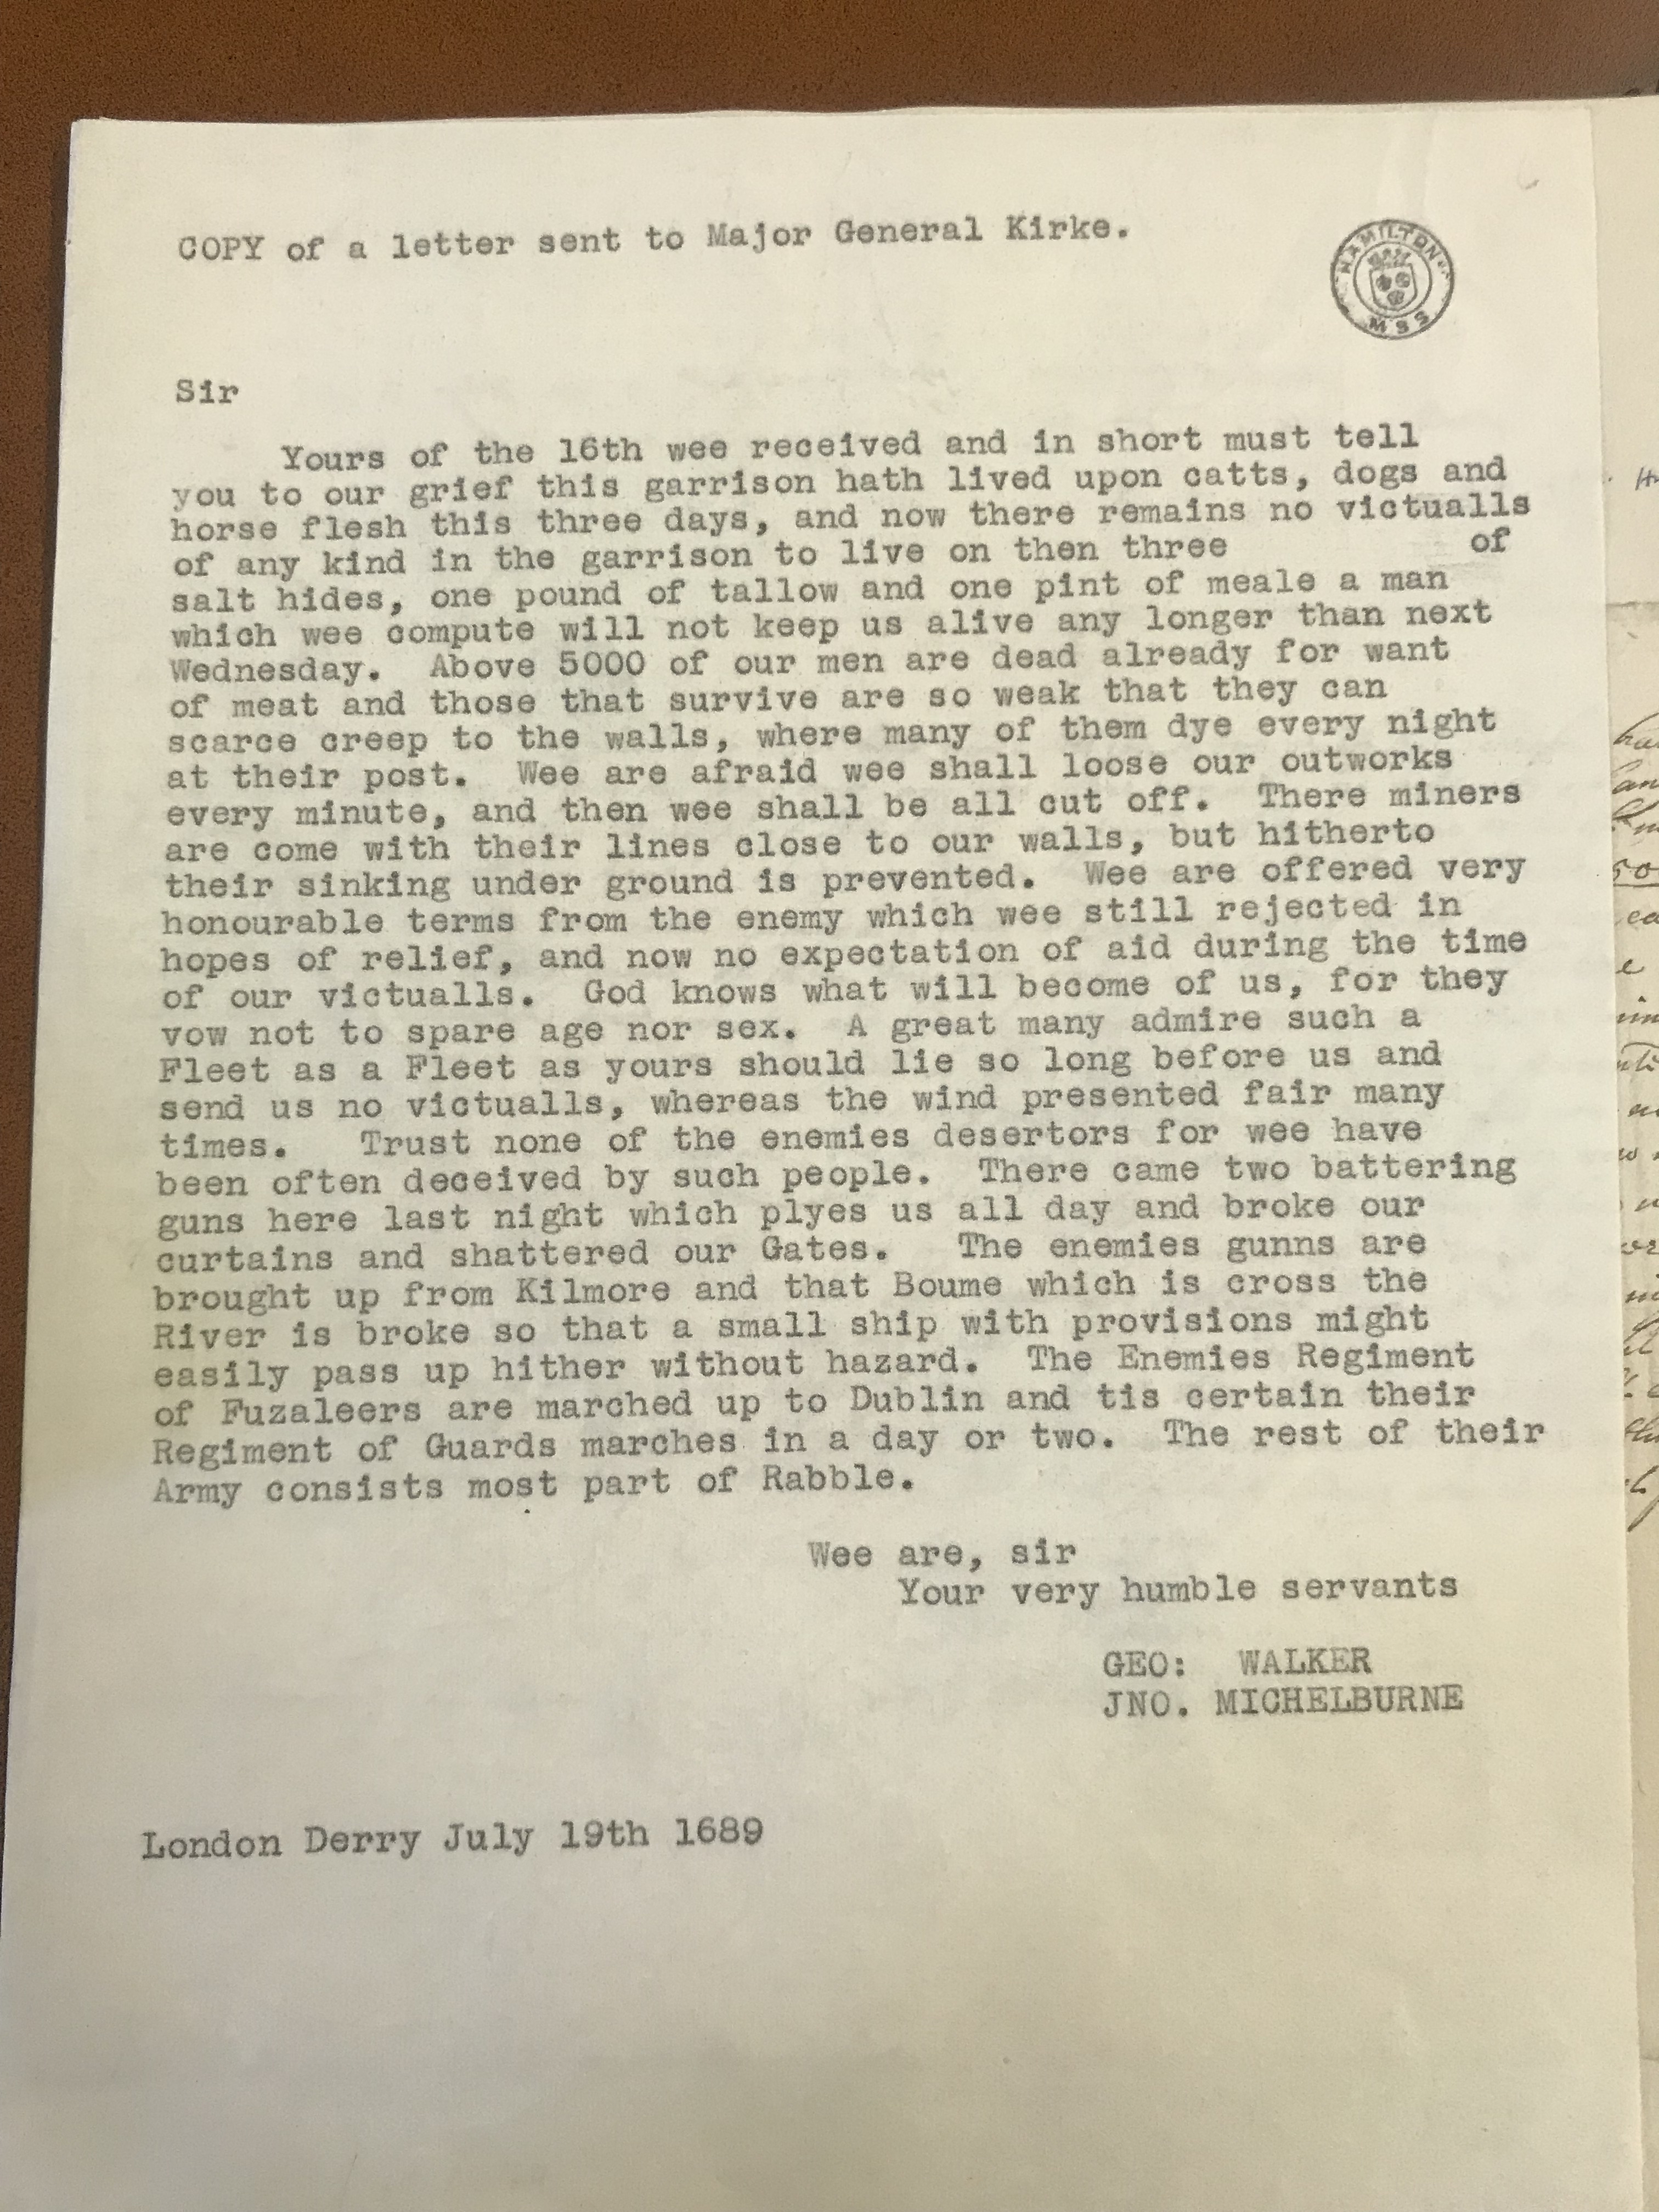 COPY of a letter sent to Major General Kirke.
HAMILTON
MSS
Sir
Yours of the 16th wee received and in short must tell
you to our grief this garrison hath lived upon catts, dogs and
horse flesh this three days, and now there remains no victualls
of any kind in the garrison to live on then three of
salt hides, one pound of tallow and one pint of meale a man
which wee compute will not keep us alive any longer than next
Wednesday. Above 5000 of our men are dead already for want
of meat and those that survive are so weak that they can
scarce creep to the walls, where many of them dye every night
at their post. Wee are afraid wee shall loose our outworks
every minute, and then wee shall be all cut off. There miners
are come with their lines close to our walls, but hitherto
their sinking under ground is prevented. Wee are offered very
honourable terms from the enemy which wee still rejected in
hopes of relief, and now no expectation of aid during the time
of our victualls. God knows what will become of us, for they
vow not to spare age nor sex. A great many admire such a
Fleet as a Fleet as yours should lie so long before us and
send us no victualls, whereas the wind presented fair many
times. Trust none of the enemies desertors for wee have
been often deceived by such people. There came two battering
guns here last night which plyes us all day and broke our
curtains and shattered our Gates. The enemies gunns are
brought up from Kilmore and that Boume which is cross the
River is broke so that a small ship with provisions might
easily pass up hither without hazard. The Enemies Regiment
of Fuzaleers are marched up to Dublin and tis certain their
Regiment of Guards marches in a day or two. The rest of their
Army consists most part of Rabble.
Wee are, sir
Your very humble servants
GEO: WALKER
JNO. MICHELBURNE
London Derry July 19th 1689